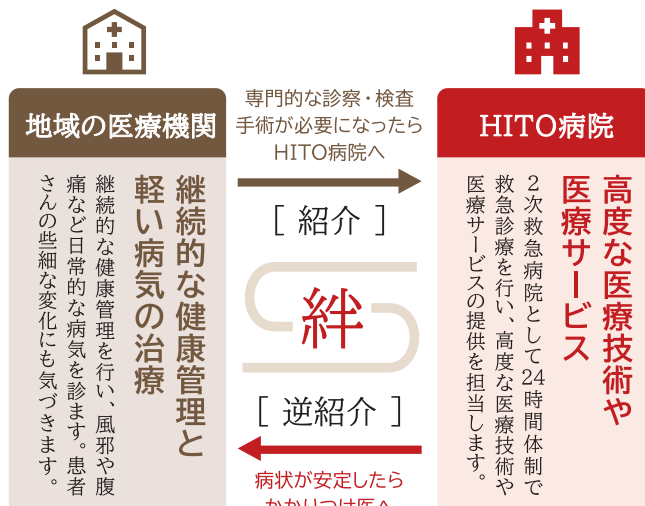 地域の医療機関
継続的な健康管理と
軽い病気の治療
継続的な健康管理を行い、風邪や腹
痛など日常的な病気を診ます。患者
さんの些細な変化にも気づきます。
専門的な診察・検査
手術が必要になったら
HITO病院へ
［ 紹介 ］
絆
［ 逆紹介 ］
病状が安定したら
かかりつけ医へ
HITO病院
高度な医療技術や
医療サービス
2次救急病院として24時間体制で
救急診療を行い、高度な医療技術や
医療サービスの提供を担当します。